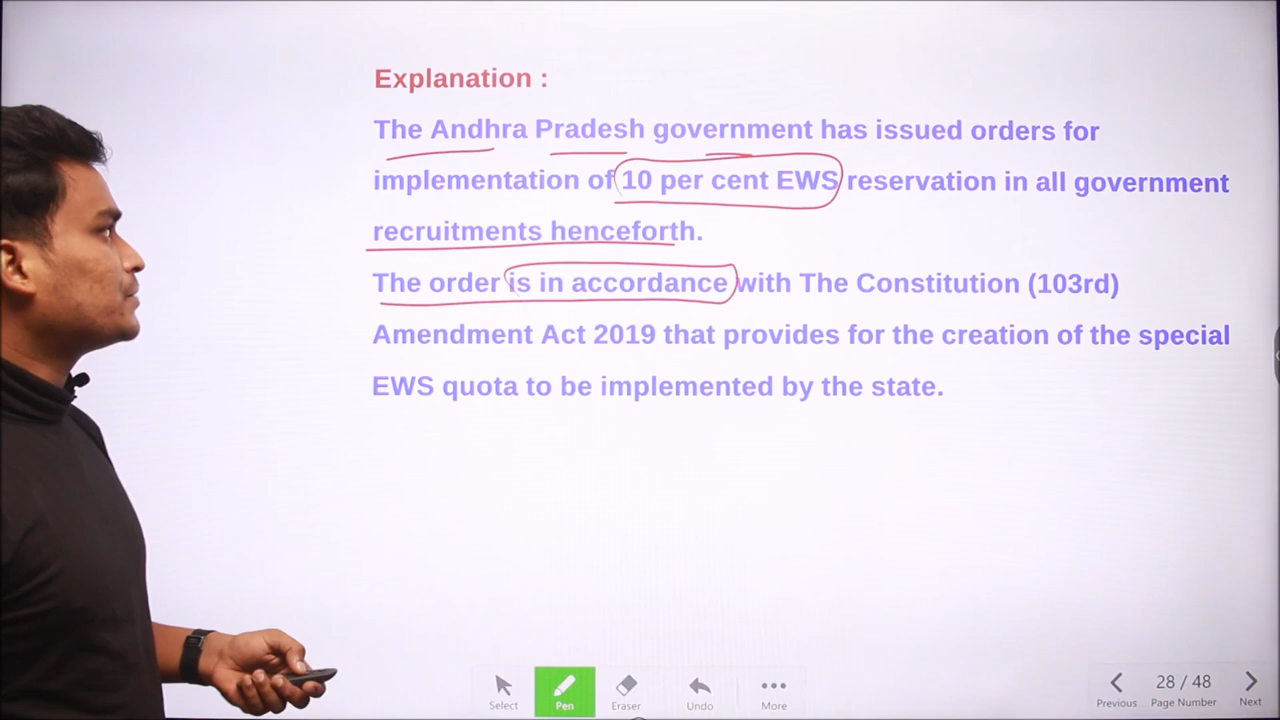 Explanation :
The Andhra Pradesh government has issued orders for
implementation of 10 per cent EWS reservation in all government
recruitments henceforth.
The order is in accordance with The Constitution (103rd)
Amendment Act 2019 that provides for the creation of the special
EWS quota to be implemented by the state.
Select
Pen
Eraser
Undo
More
Previous
28 / 48
Page Number
Next